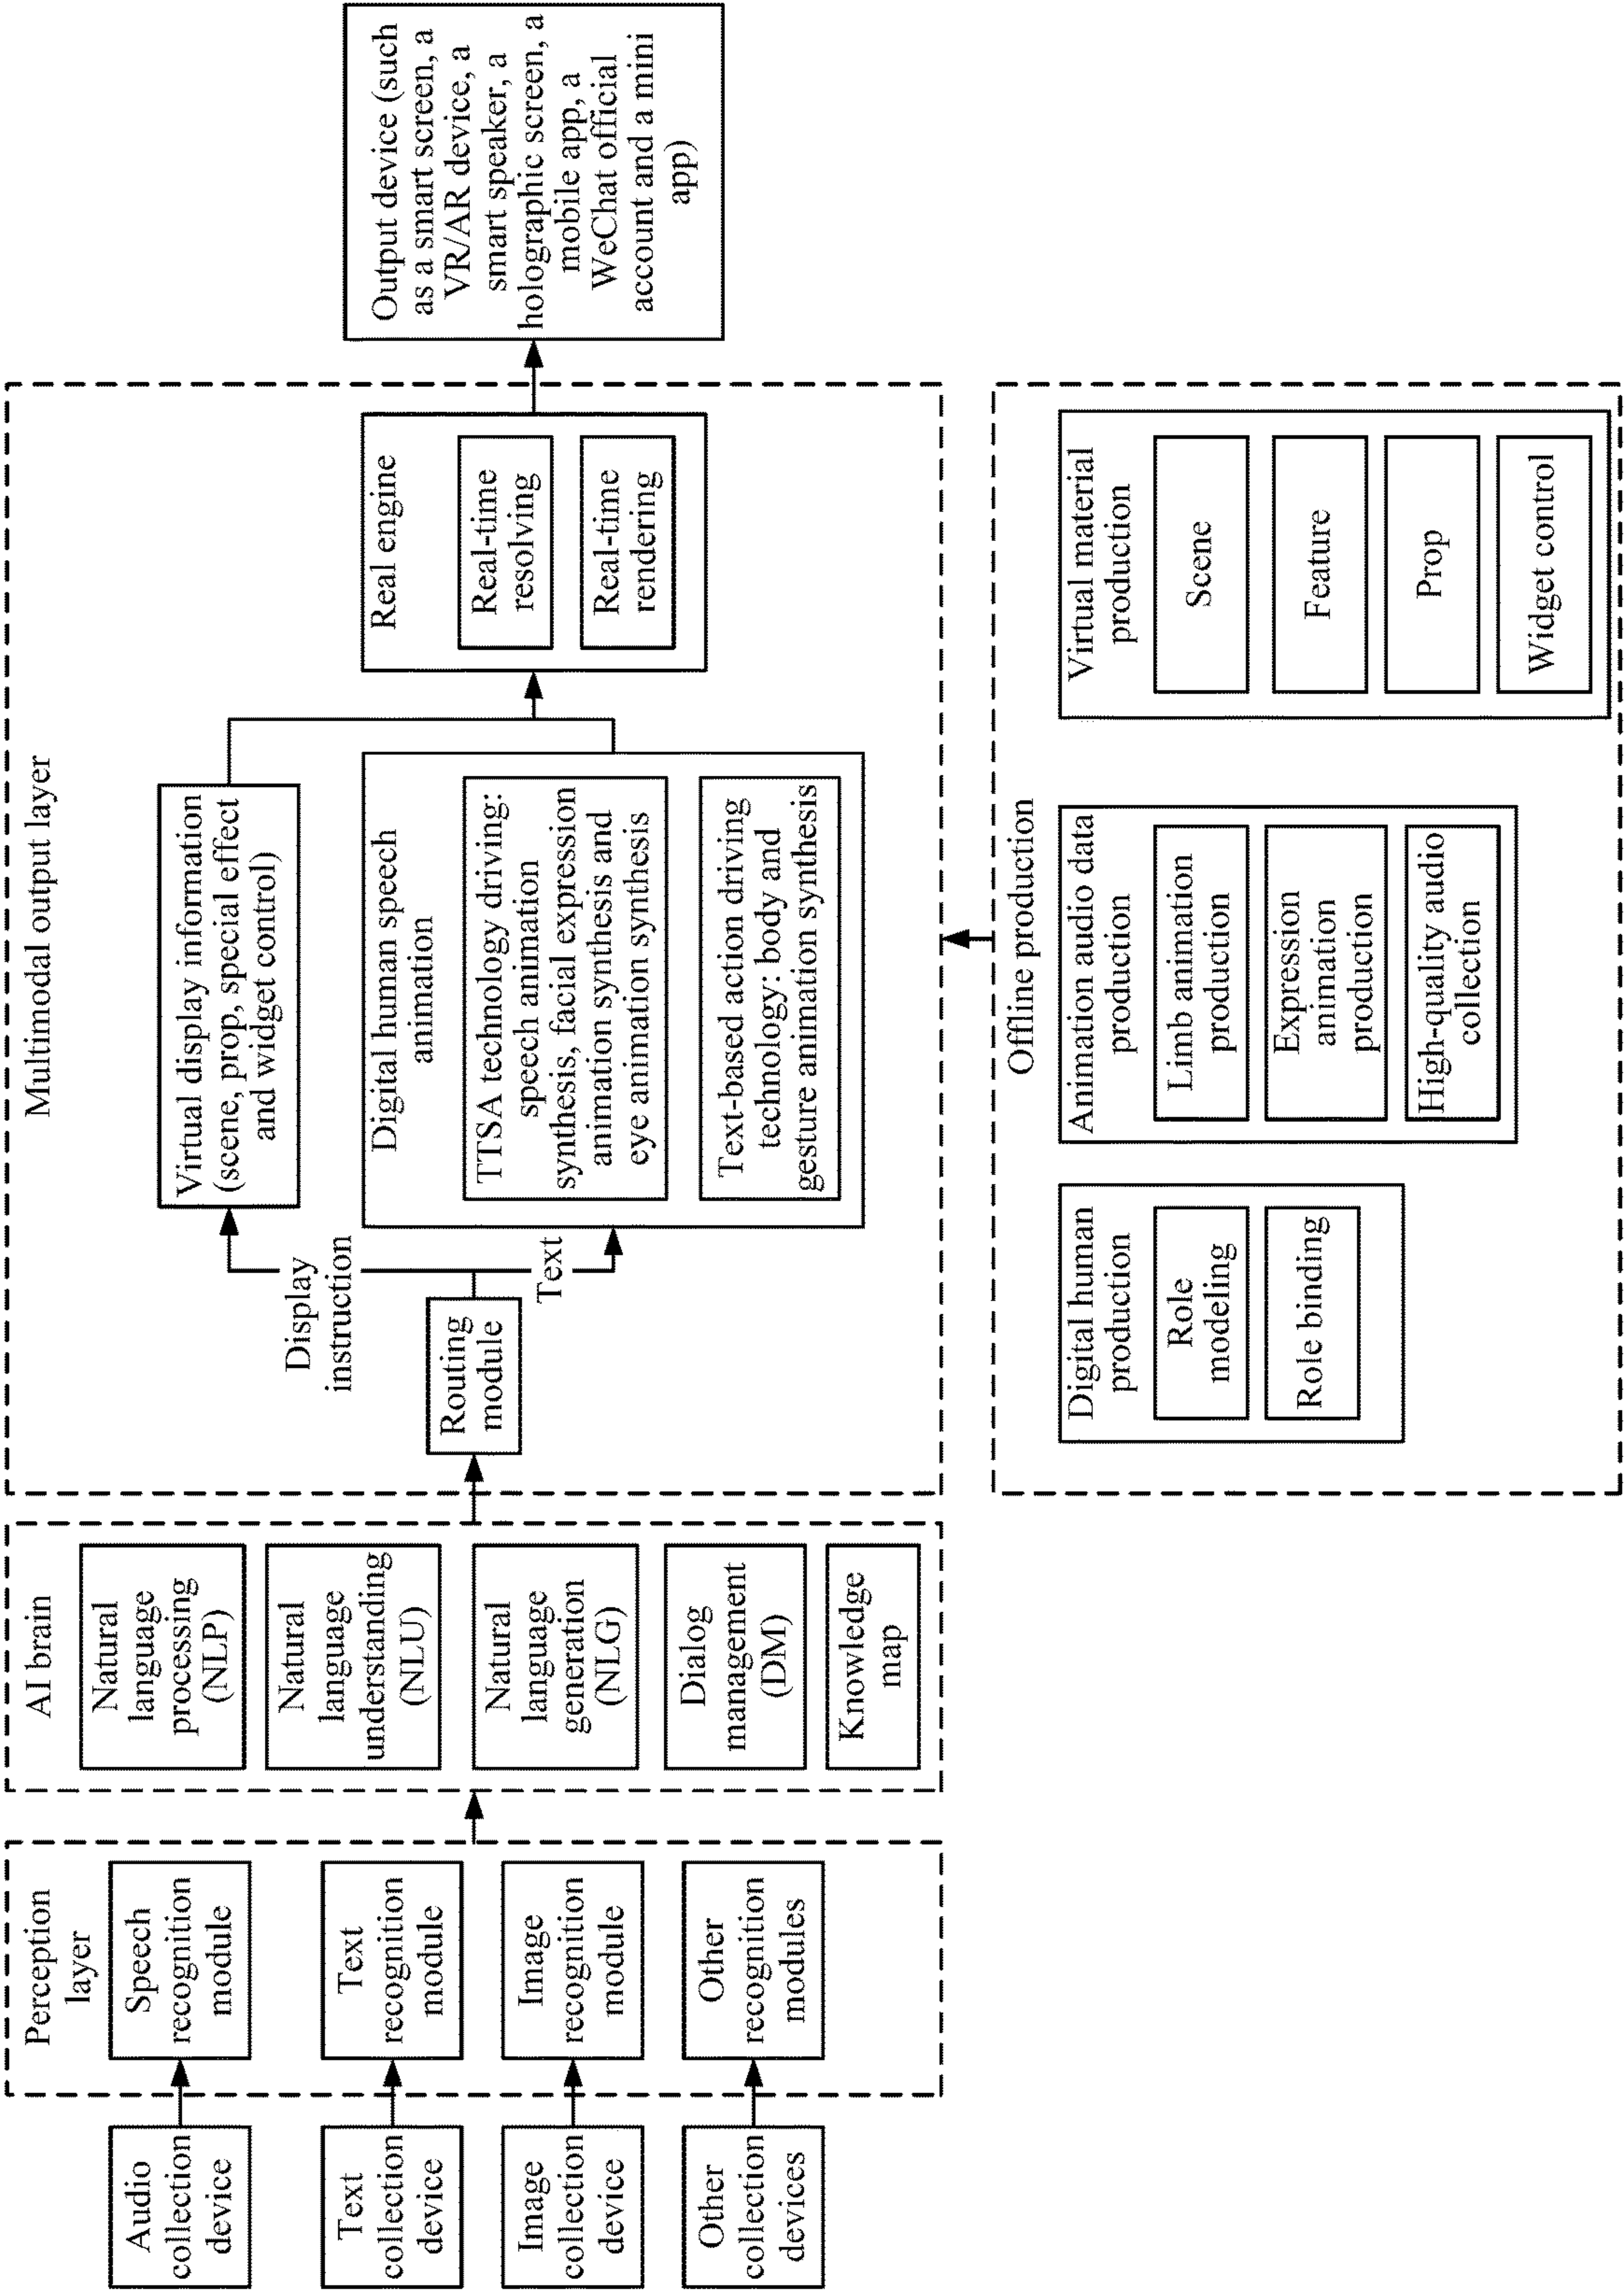 Audio
collection
device
Text
collection
device
Image
collection
device
Other
collection
devices
Perception
layer
Speech
recognition
module
Text
recognition
module
Image
recognition
module
Other
recognition
modules
AI brain
Natural
language
processing
(NLP)
Natural
language
understanding
(NLU)
Natural
language
generation
(NLG)
Dialog
management
(DM)
Knowledge
map
Multimodal output layer
Routing
module
Display
instruction
Text
Virtual display information
(scene, prop, special effect
and widget control)
Digital human speech
animation
TTSA technology driving:
speech animation
synthesis, facial expression
animation synthesis and
eye animation synthesis
Text-based action driving
technology: body and
gesture animation synthesis
Real engine
Real-time
resolving
Real-time
rendering
Output device (such
as a smart screen, a
VR/AR device, a
smart speaker, a
holographic screen, a
mobile app, a
WeChat official
account and a mini
app)
Offline production
Digital human
production
Role
modeling
Role binding
Animation audio data
production
Limb animation
production
Expression
animation
production
High-quality audio
collection
Virtual material
production
Scene
Feature
Prop
Widget control